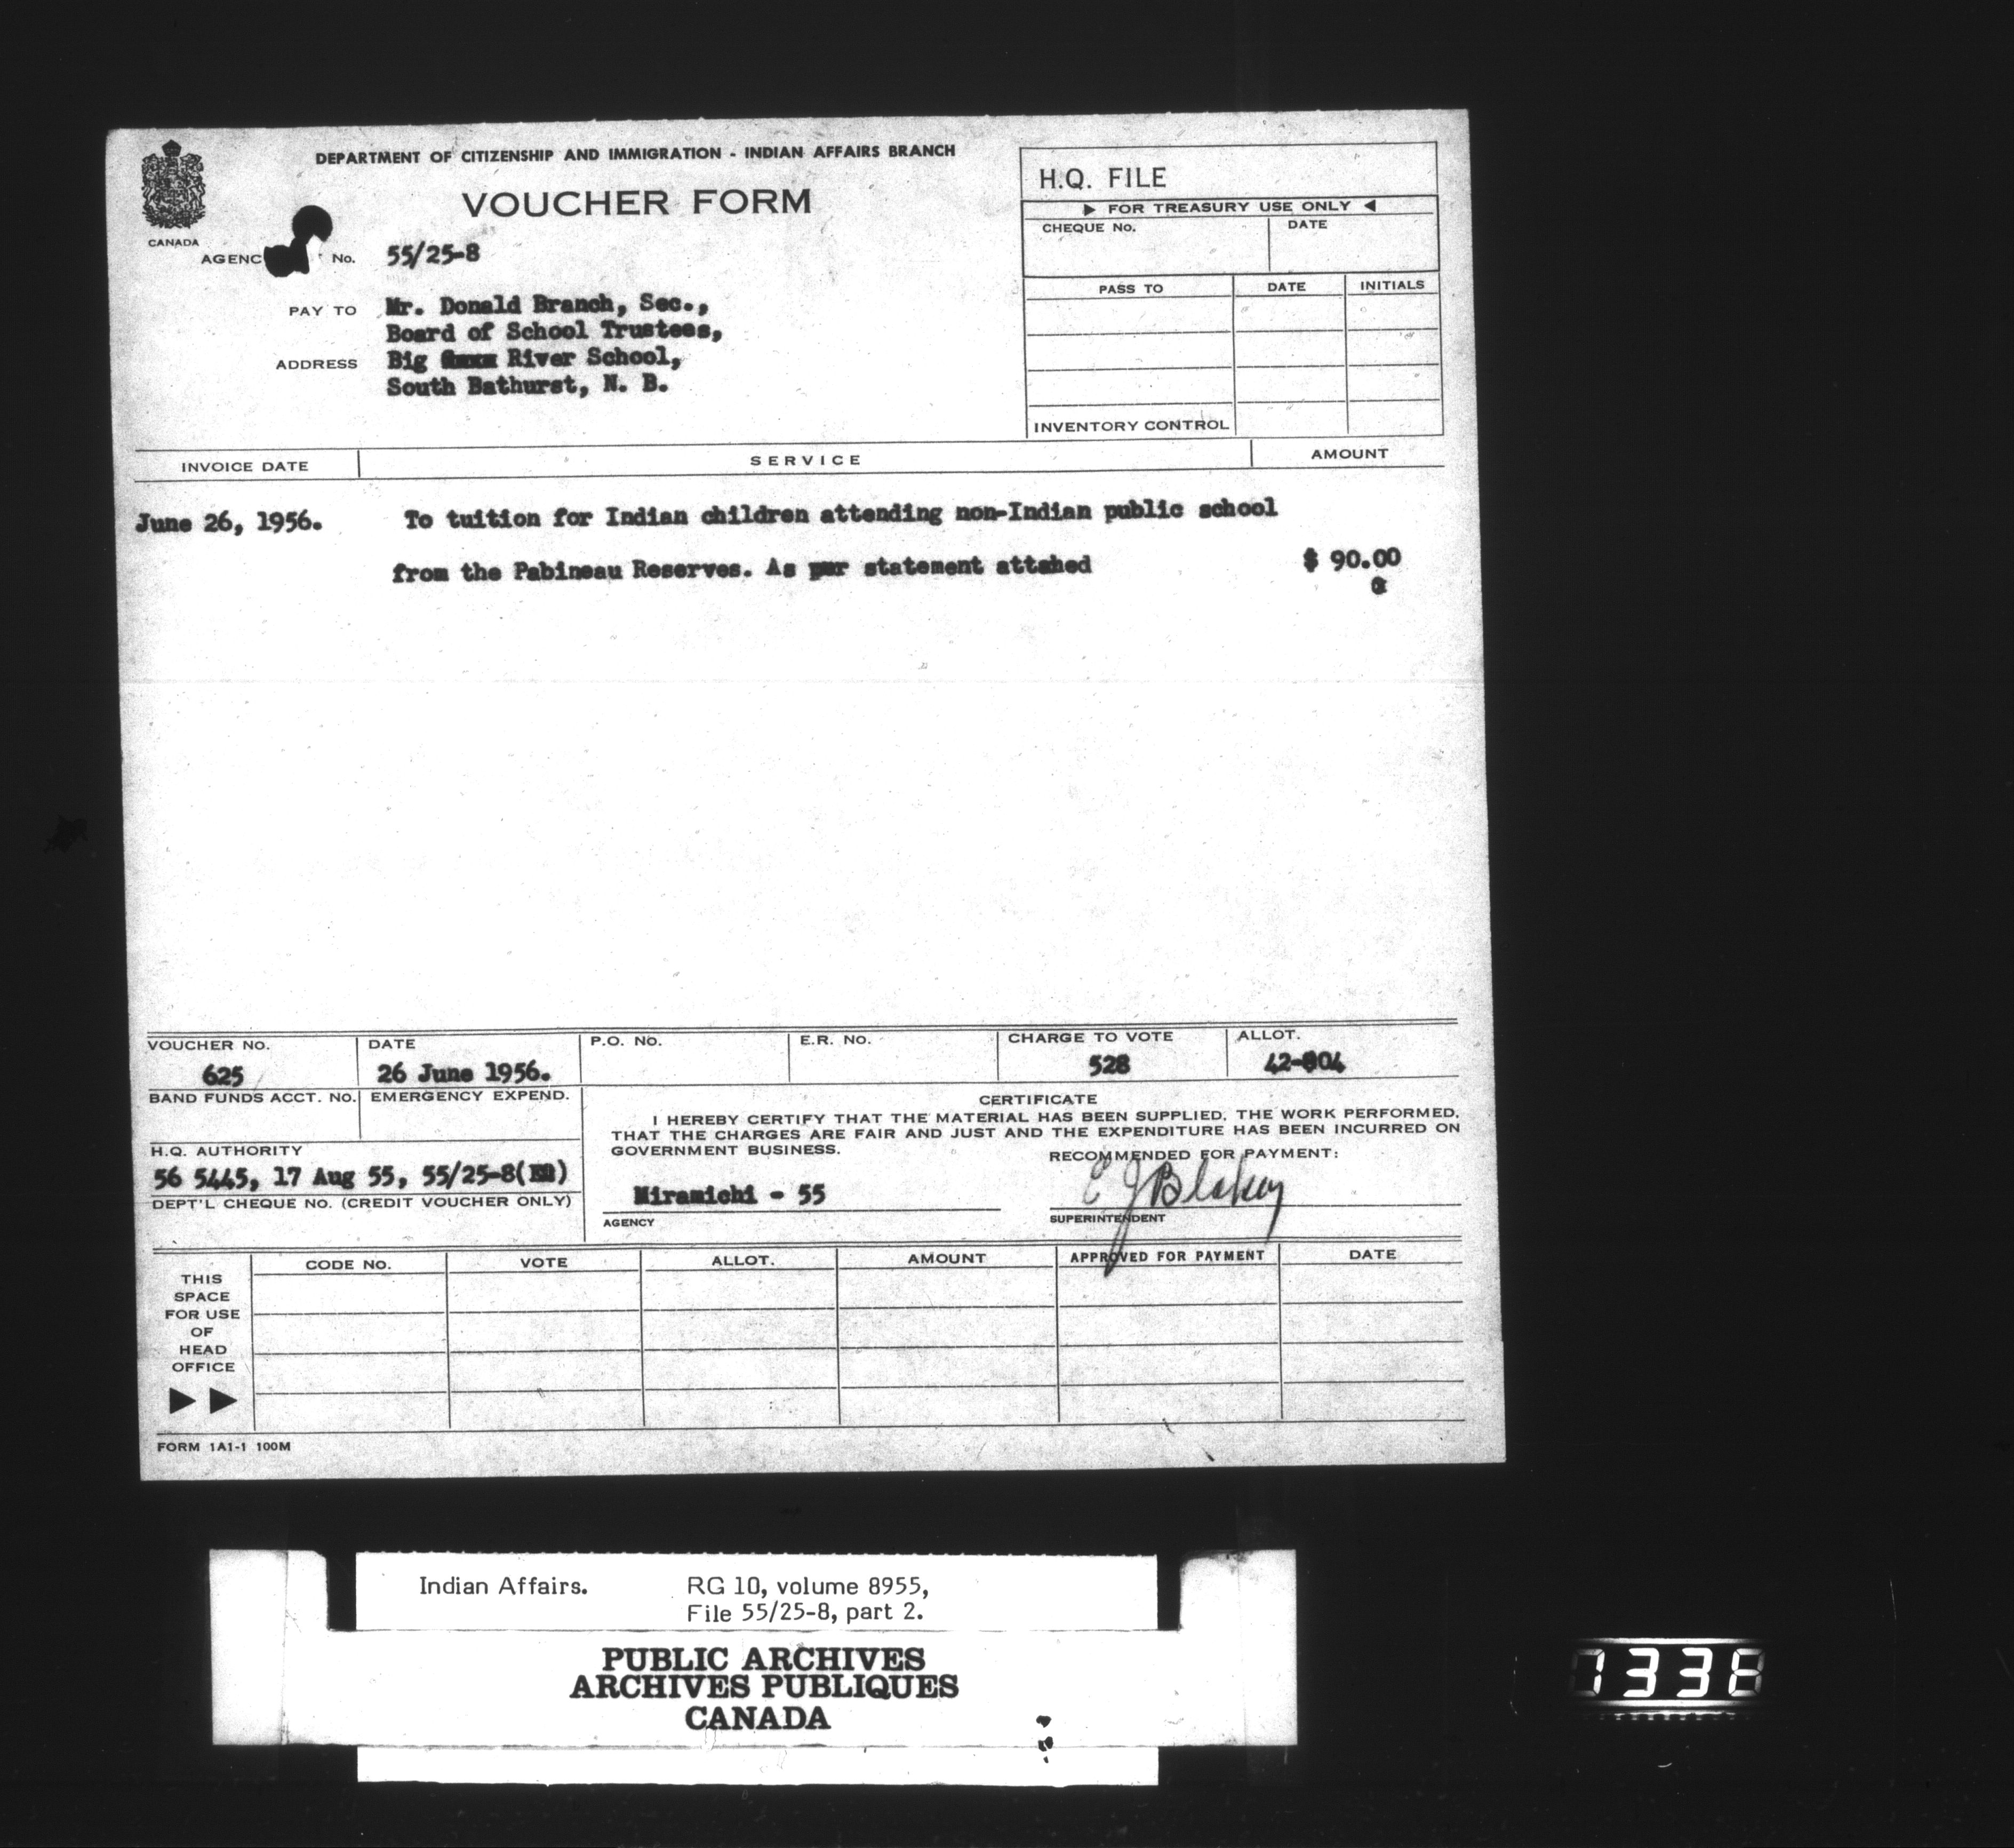 DEPARTMENT OF CITIZENSHIP AND IMMIGRATION - INDIAN AFFAIRS BRANCH
VOUCHER FORM
CANADA
AGENC No. 55/25-8
PAY TO Mr. Donald Branch, Sec.,
Board of School Trustees,
ADDRESS Big River School,
South Bathurst, N. B.
H.Q. FILE
FOR TREASURY USE ONLY
CHEQUE No. DATE
PASS TO DATE INITIALS
INVENTORY CONTROL
INVOICE DATE SERVICE AMOUNT
June 26, 1956. To tuition for Indian children attending non-Indian public school
from the Pabineau Reserves. As per statement attahed $ 90.00
VOUCHER NO. DATE P.O. NO. E.R. NO. CHARGE TO VOTE ALLOT.
625 26 June 1956. 528 42-804
BAND FUNDS ACCT. NO. EMERGENCY EXPEND.
CERTIFICATE
I HEREBY CERTIFY THAT THE MATERIAL HAS BEEN SUPPLIED, THE WORK PERFORMED,
THAT THE CHARGES ARE FAIR AND JUST AND THE EXPENDITURE HAS BEEN INCURRED ON
GOVERNMENT BUSINESS.
H.Q. AUTHORITY
56 5445, 17 Aug 55, 55/25-8
DEPT'L CHEQUE NO. (CREDIT VOUCHER ONLY)
RECOMMENDED FOR PAYMENT:
Miramichi - 55 E J Blakey
AGENCY SUPERINTENDENT
CODE NO. VOTE ALLOT. AMOUNT APPROVED FOR PAYMENT DATE
THIS
SPACE
FOR USE
OF
HEAD
OFFICE
FORM 1A1-1 100M
Indian Affairs. RG 10, volume 8955,
File 55/25-8, part 2.
PUBLIC ARCHIVES
ARCHIVES PUBLIQUES
CANADA